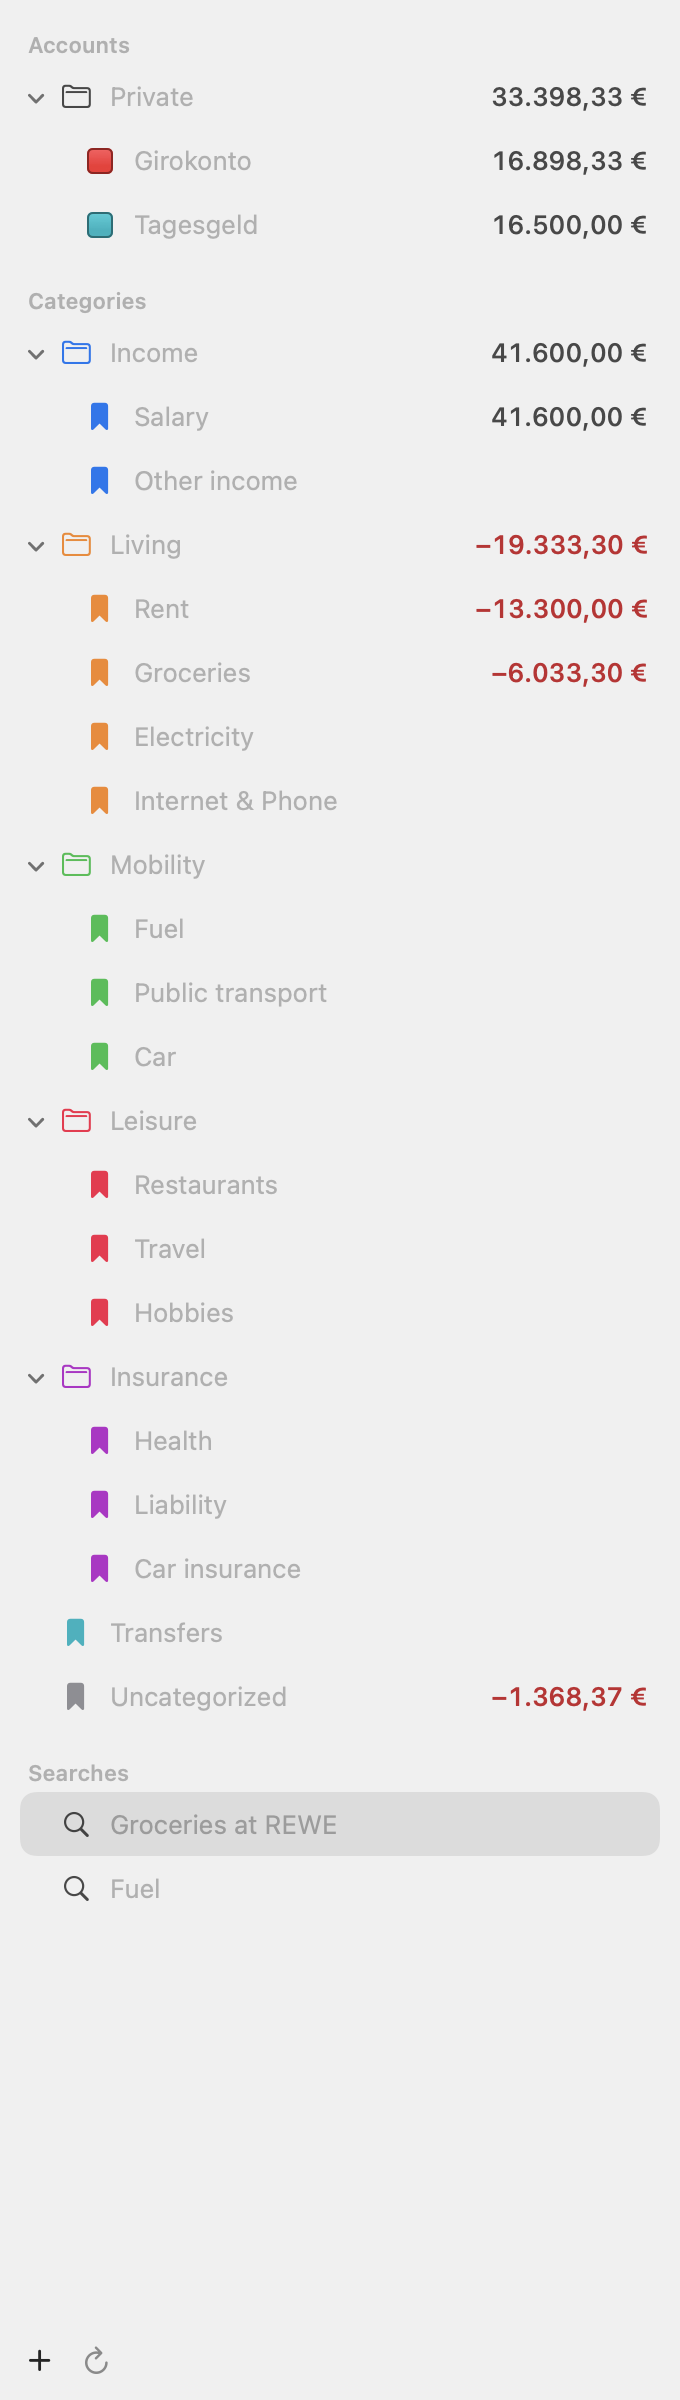 Accounts
Private 33.398,33 €
Girokonto 16.898,33 €
Tagesgeld 16.500,00 €
Categories
Income 41.600,00 €
Salary 41.600,00 €
Other income
Living –19.333,30 €
Rent –13.300,00 €
Groceries –6.033,30 €
Electricity
Internet & Phone
Mobility
Fuel
Public transport
Car
Leisure
Restaurants
Travel
Hobbies
Insurance
Health
Liability
Car insurance
Transfers
Uncategorized –1.368,37 €
Searches
Groceries at REWE
Fuel